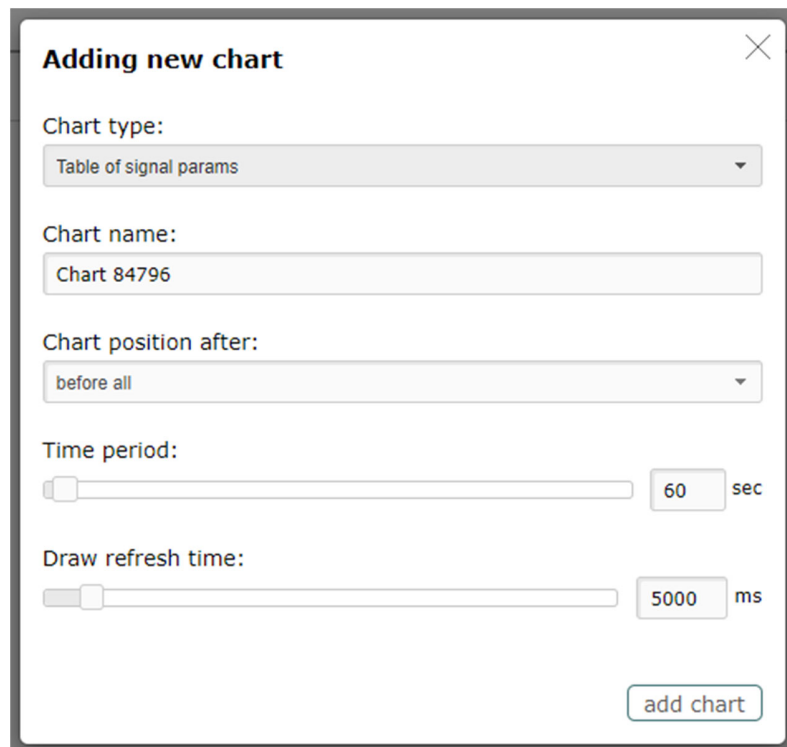 Adding new chart
Chart type:
Table of signal params
Chart name:
Chart 84796
Chart position after:
before all
Time period:
60 sec
Draw refresh time:
5000 ms
add chart